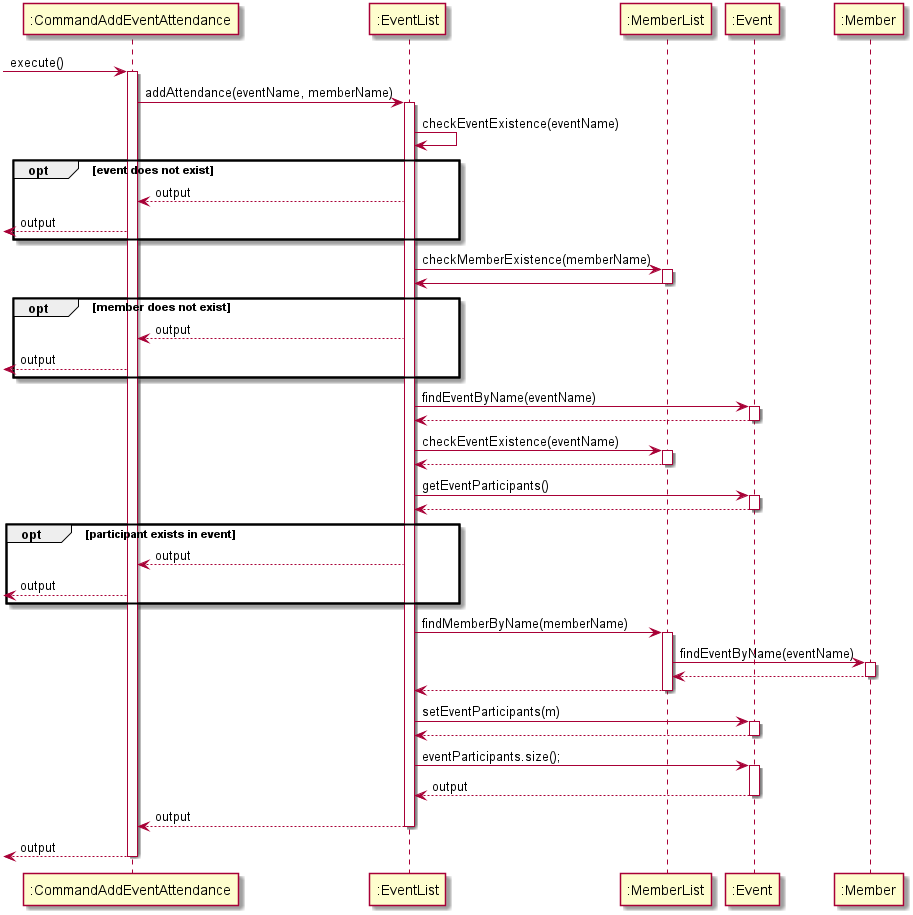 :CommandAddEventAttendance :EventList :MemberList :Event :Member
execute()
addAttendance(eventName, memberName)
checkEventExistence(eventName)
opt [event does not exist]
output
output
checkMemberExistence(memberName)
opt [member does not exist]
output
output
findEventByName(eventName)
checkEventExistence(eventName)
getEventParticipants()
opt [participant exists in event]
output
output
findMemberByName(memberName)
findEventByName(eventName)
setEventParticipants(m)
eventParticipants.size();
output
output
output
:CommandAddEventAttendance :EventList :MemberList :Event :Member